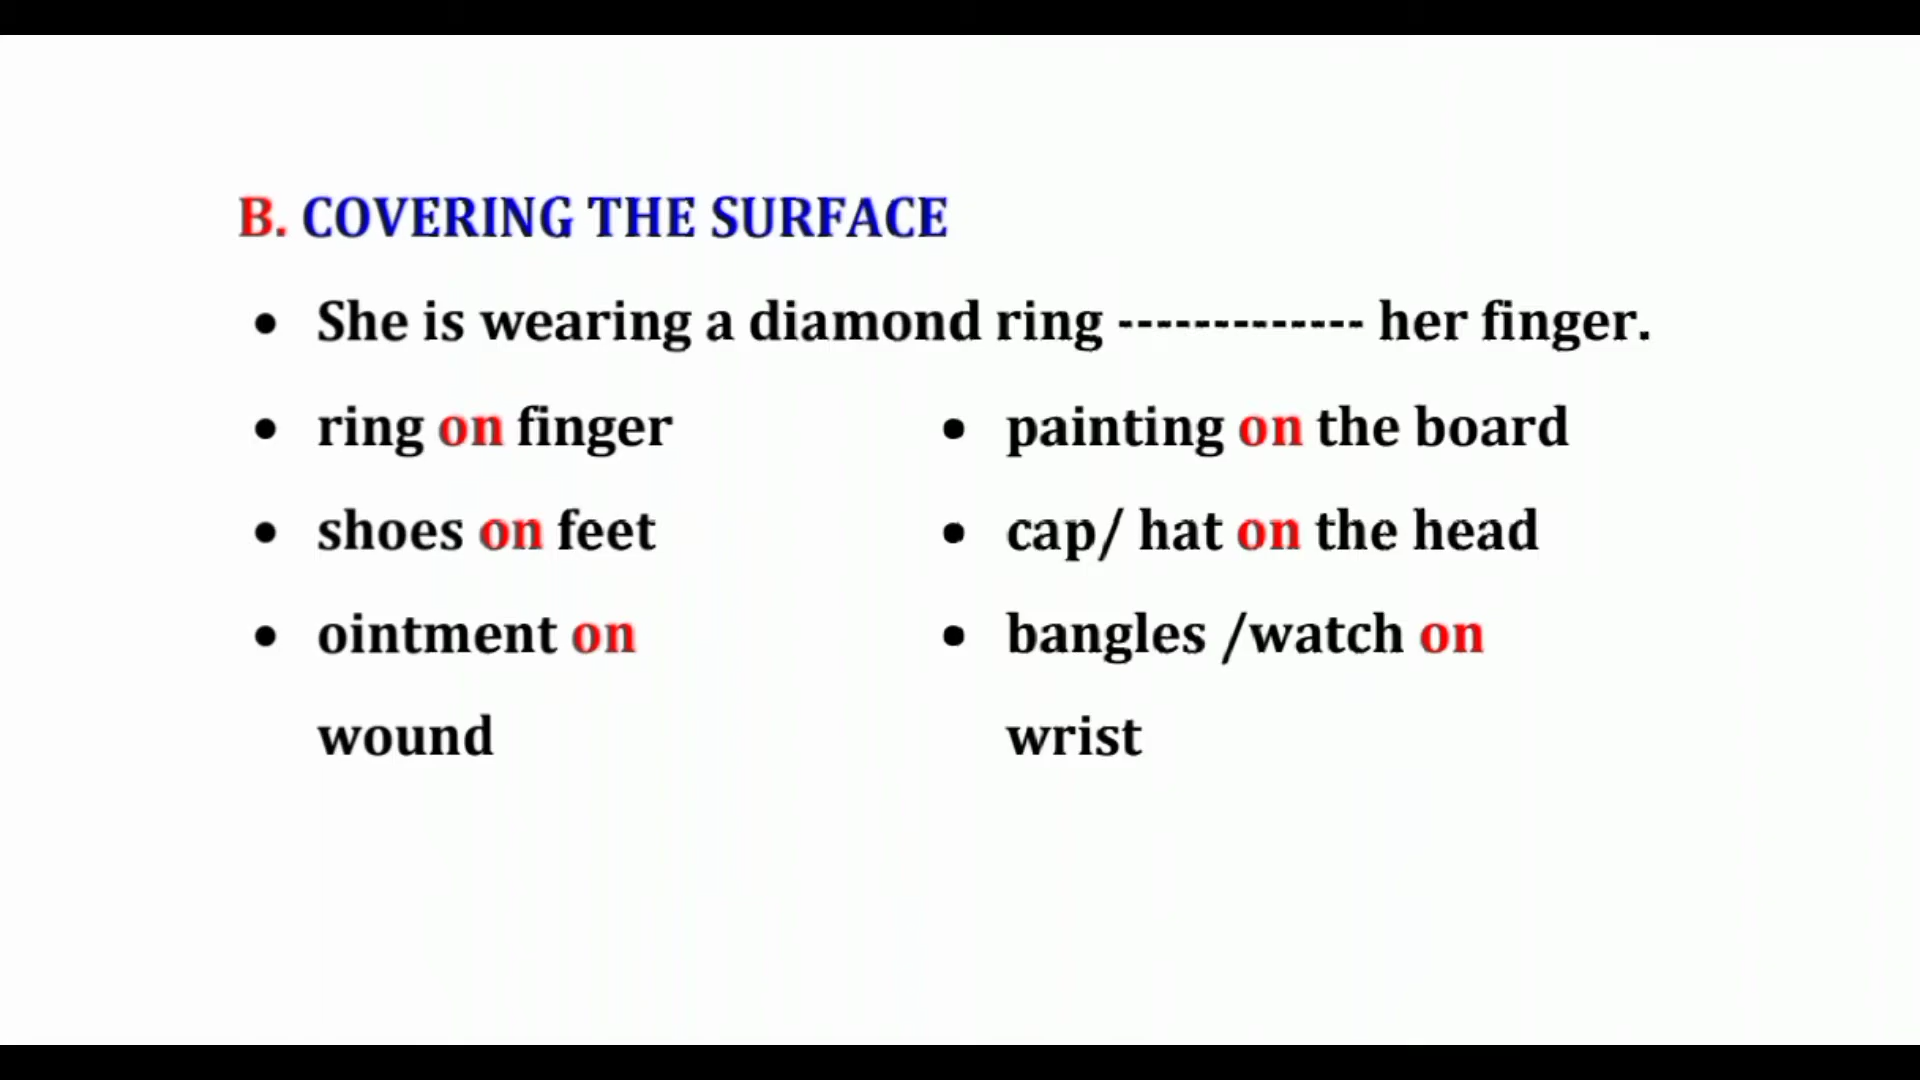 B. COVERING THE SURFACE
• She is wearing a diamond ring ------------- her finger.
• ring on finger
• shoes on feet
• ointment on
wound
• painting on the board
• cap/ hat on the head
• bangles /watch on
wrist